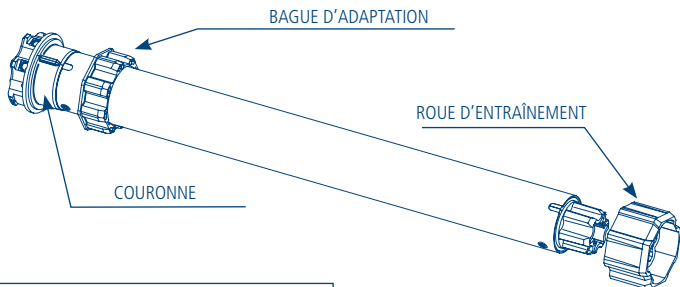 BAGUE D’ADAPTATION
ROUE D’ENTRAÎNEMENT
COURONNE